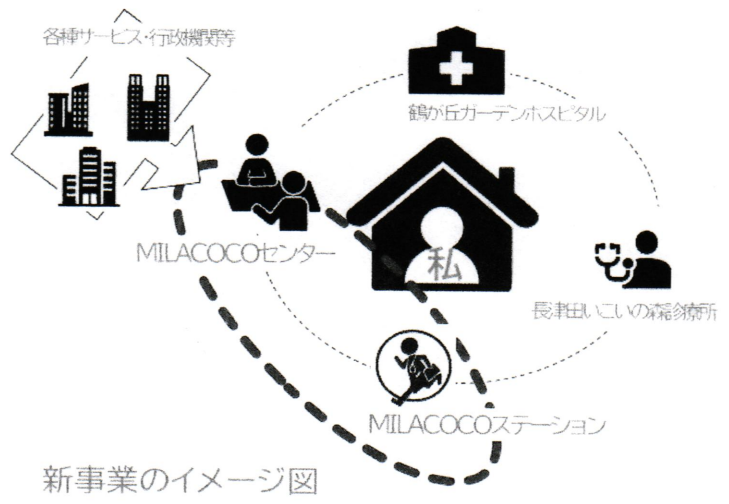 各種サービス・行政機関等
鶴が丘ガーデンホスピタル
MILACOCOセンター
私
長津田いこいの森診療所
MILACOCOステーション
新事業のイメージ図